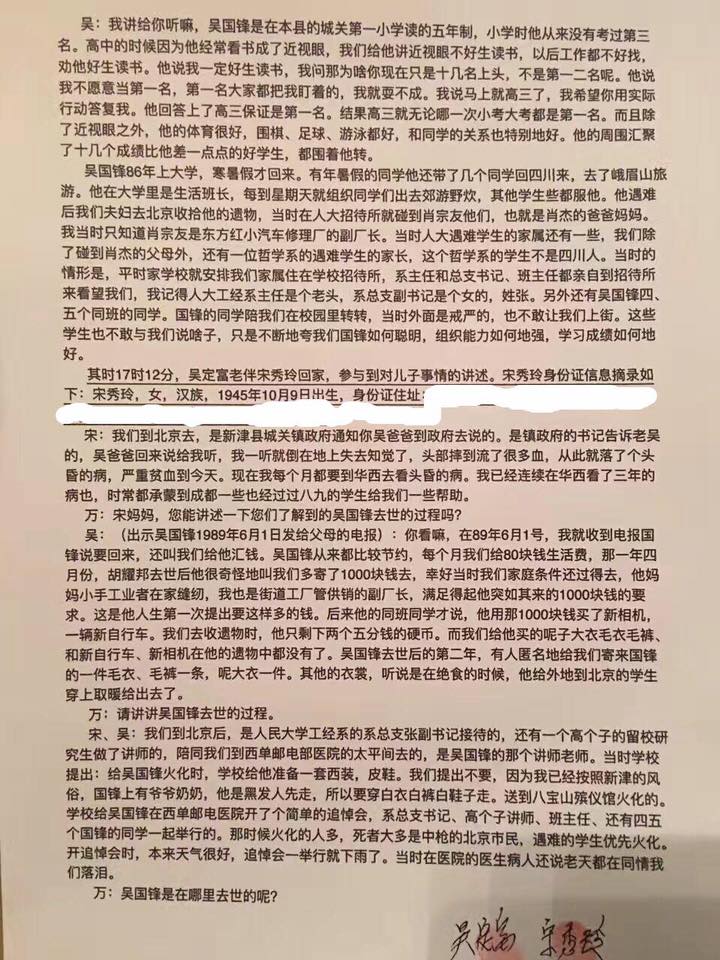 吴：我讲给你听嘛，吴国锋是在本县的城关第一小学读的五年制，小学时他从来没有考过第三
名。高中的时候因为他经常看书成了近视眼，我们给他讲近视眼不好生读书，以后工作都不好找，
劝他好生读书。他说我一定好生读书，我问那为啥你现在只是十几名上头，不是第一二名呢。他说
我不愿意当第一名，第一名大家都把我盯着的，我就耍不成。我说马上就高三了，我希望你用实际
行动答复我。他回答上了高三保证是第一名。结果高三就无论哪一次小考大考都是第一名。而且除
了近视眼之外，他的体育很好，围棋、足球、游泳都好，和同学的关系也特别地好。他的周围汇聚
了十几个成绩比他差一点点的好学生，都围着他转。
吴国锋86年上大学，寒暑假才回来。有年暑假的同学他还带了几个同学回四川来，去了峨眉山旅
游。他在大学里是生活班长，每到星期天就组织同学们出去郊游野炊，其他学生些都服他。他遇难
后我们夫妇去北京收拾他的遗物，当时在人大招待所就碰到肖宗友他们，也就是肖杰的爸爸妈妈。
我当时只知道肖宗友是东方红小汽车修理厂的副厂长。当时人大遇难学生的家属还有一些，我们除
了碰到肖杰的父母外，还有一位哲学系的遇难学生的家长，这个哲学系的学生不是四川人。当时的
情形是，平时家学校就安排我们家属住在学校招待所，系主任和总支书记、班主任都亲自到招待所
来看望我们，我记得人大工经系主任是个老头，系总支副书记是个女的，姓张。另外还有吴国锋四、
五个同班的同学。国锋的同学陪我们在校园里转转，当时外面是戒严的，也不敢让我们上街。这些
学生也不敢与我们说啥子，只是不断地夸我们国锋如何聪明，组织能力如何地强，学习成绩如何地
好。
其时17时12分，吴定富老伴宋秀玲回家，参与到对儿子事情的讲述。宋秀玲身份证信息摘录如
下：宋秀玲，女，汉族，1945年10月9日出生，身份证住址：
宋：我们到北京去，是新津县城关镇政府通知你吴爸爸到政府去说的。是镇政府的书记告诉老吴
的，吴爸爸回来说给我听，我一听就倒在地上失去知觉了，头部摔到流了很多血，从此就落了个头
昏的病，严重贫血到今天。现在我每个月都要到华西去看头昏的病。我已经连续在华西看了三年的
病也，时常都承蒙到成都一些也经过过八九的学生给我们一些帮助。
万：宋妈妈，您能讲述一下您们了解到的吴国锋去世的过程吗？
吴：（出示吴国锋1989年6月1日发给父母的电报）：你看嘛，在89年6月1号，我就收到电报国
锋说要回来，还叫我们给他汇钱。吴国锋从来都比较节约，每个月我们给80块钱生活费，那一年四
月份，胡耀邦去世后他很奇怪地叫我们多寄了1000块钱去，幸好当时我们家庭条件还过得去，他妈
妈小手工业者在家缝纫，我也是街道工厂管供销的副厂长，满足得起他突如其来的1000块钱的要
求。这是他人生第一次提出要这样多的钱。后来他的同班同学才说，他用那1000块钱买了新相机，
一辆新自行车。我们去收遗物时，他只剩下两个五分钱的硬币。而我们给他买的呢子大衣毛衣毛裤、
和新自行车、新相机在他的遗物中都没有了。吴国锋去世后的第二年，有人匿名地给我们寄来国锋
的一件毛衣、毛裤一条，呢大衣一件。其他的衣裳，听说是在绝食的时候，他给外地到北京的学生
穿上取暖给出去了。
万：请讲讲吴国锋去世的过程。
宋、吴：我们到北京后，是人民大学工经系的系总支张副书记接待的，还有一个高个子的留校研
究生做了讲师的，陪同我们到西单邮电部医院的太平间去的，是吴国锋的那个讲师老师。当时学校
提出：给吴国锋火化时，学校给他准备一套西装，皮鞋。我们提出不要，因为我已经按照新津的风
俗，国锋上有爷爷奶奶，他是黑发人先走，所以要穿白衣白裤白鞋子走。送到八宝山殡仪馆火化的。
学校给吴国锋在西单邮电医院开了个简单的追悼会，系总支书记、高个子讲师、班主任、还有四五
个国锋的同学一起举行的。那时候火化的人多，死者大多是中枪的北京市民，遇难的学生优先火化。
开追悼会时，本来天气很好，追悼会一举行就下雨了。当时在医院的医生病人还说老天都在同情我
们落泪。
万：吴国锋是在哪里去世的呢？
吴定富 宋秀玲